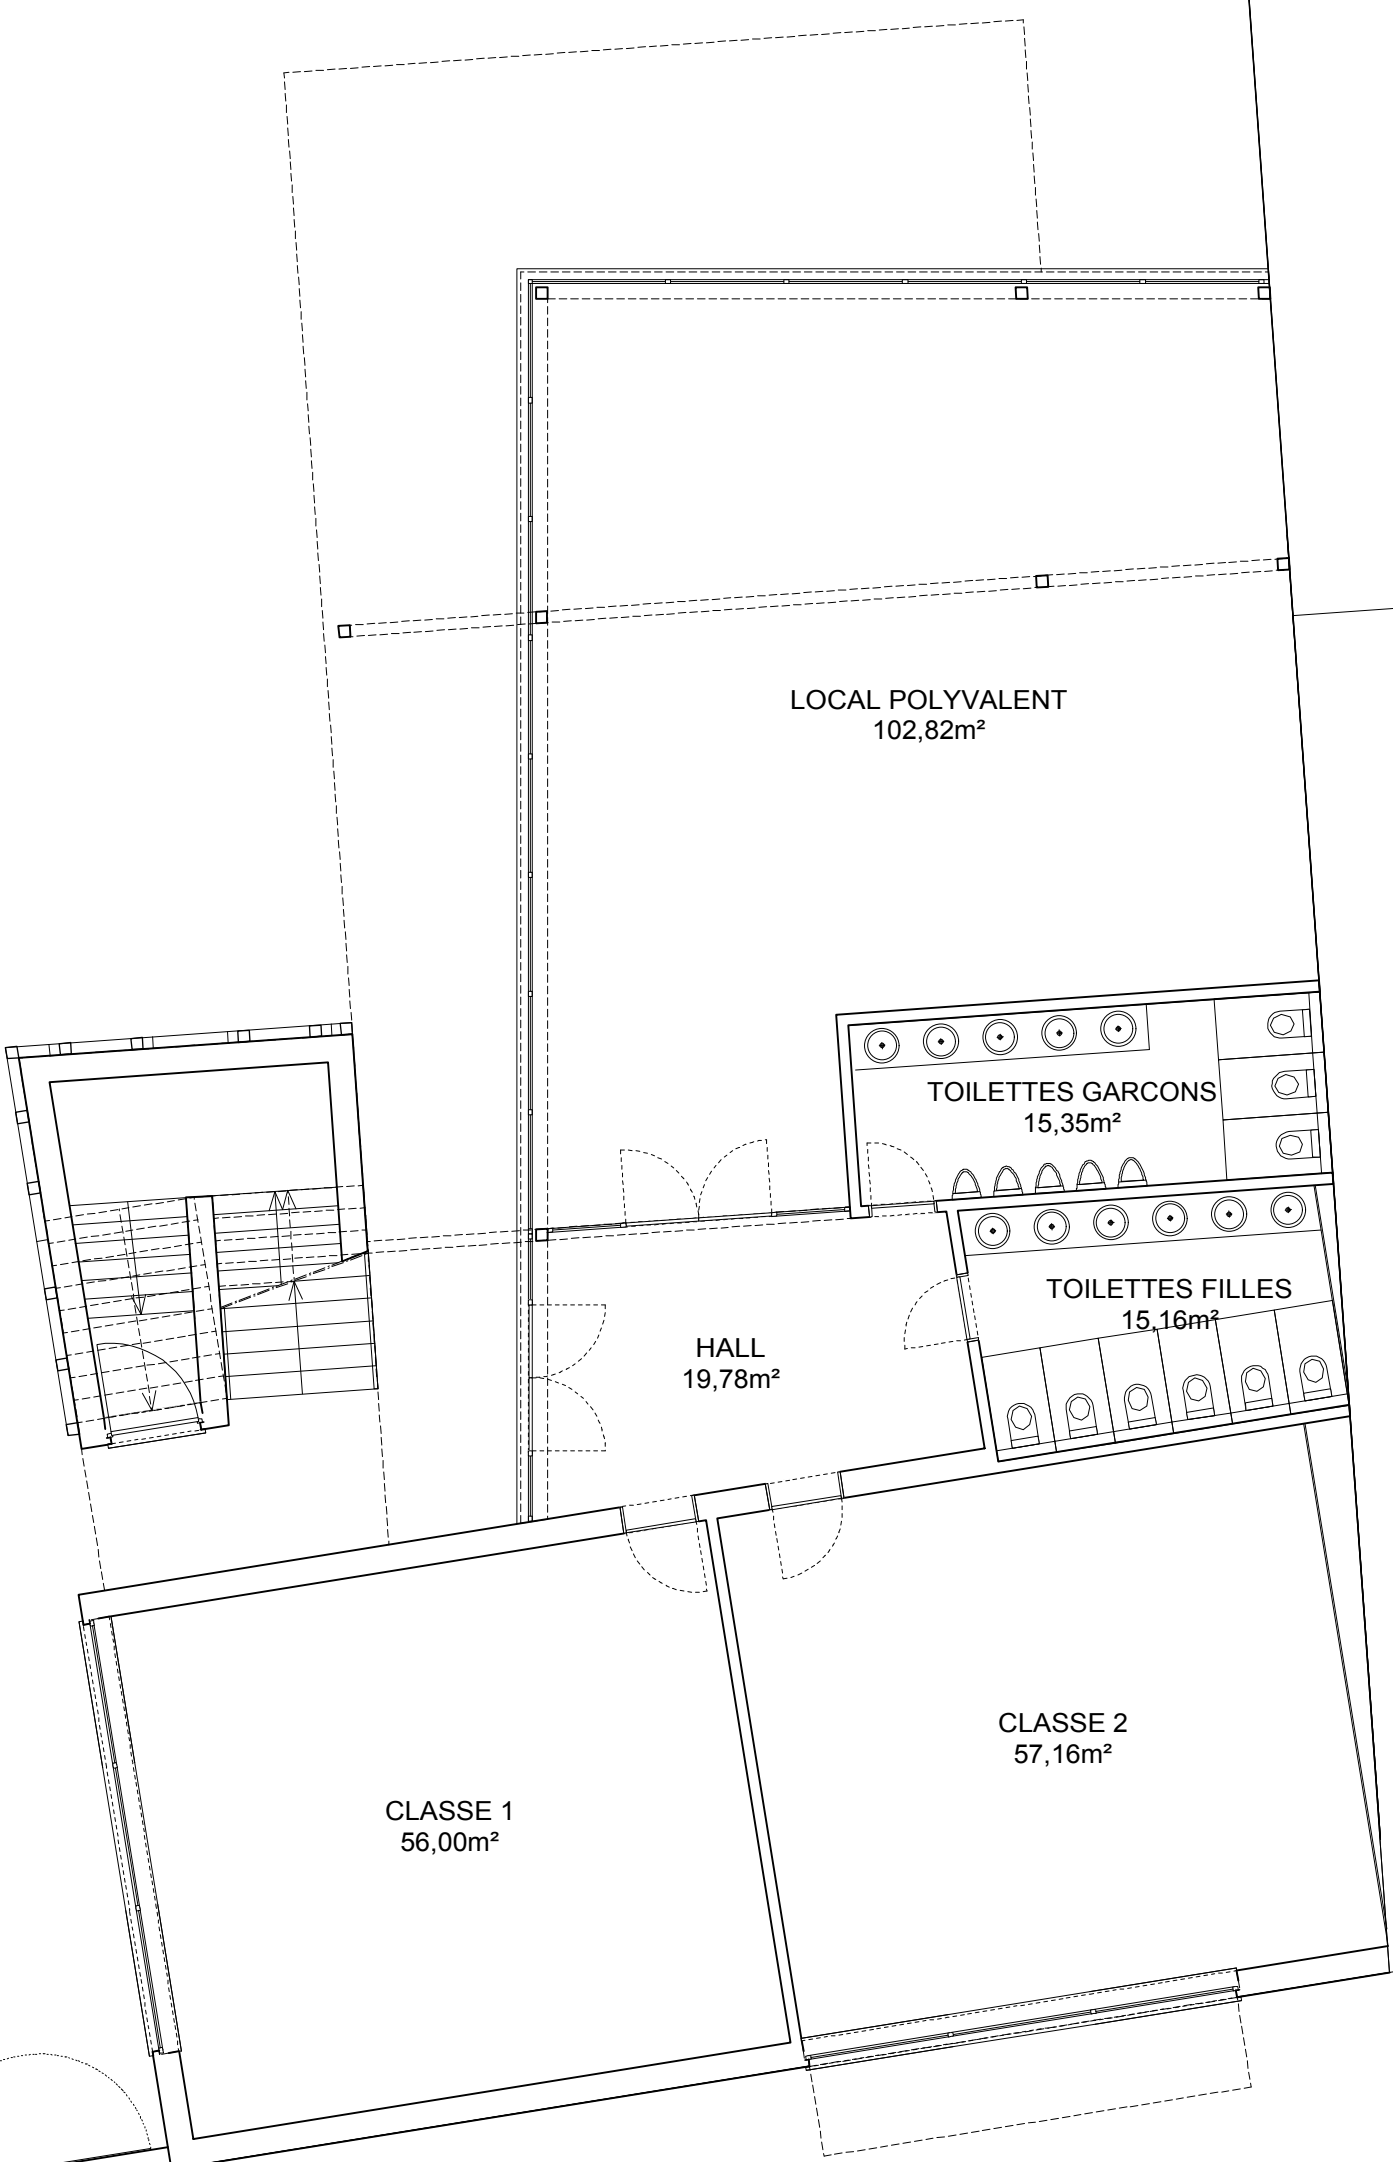 LOCAL POLYVALENT
102,82m²
TOILETTES GARCONS
15,35m²
TOILETTES FILLES
15,16m²
HALL
19,78m²
CLASSE 2
57,16m²
CLASSE 1
56,00m²